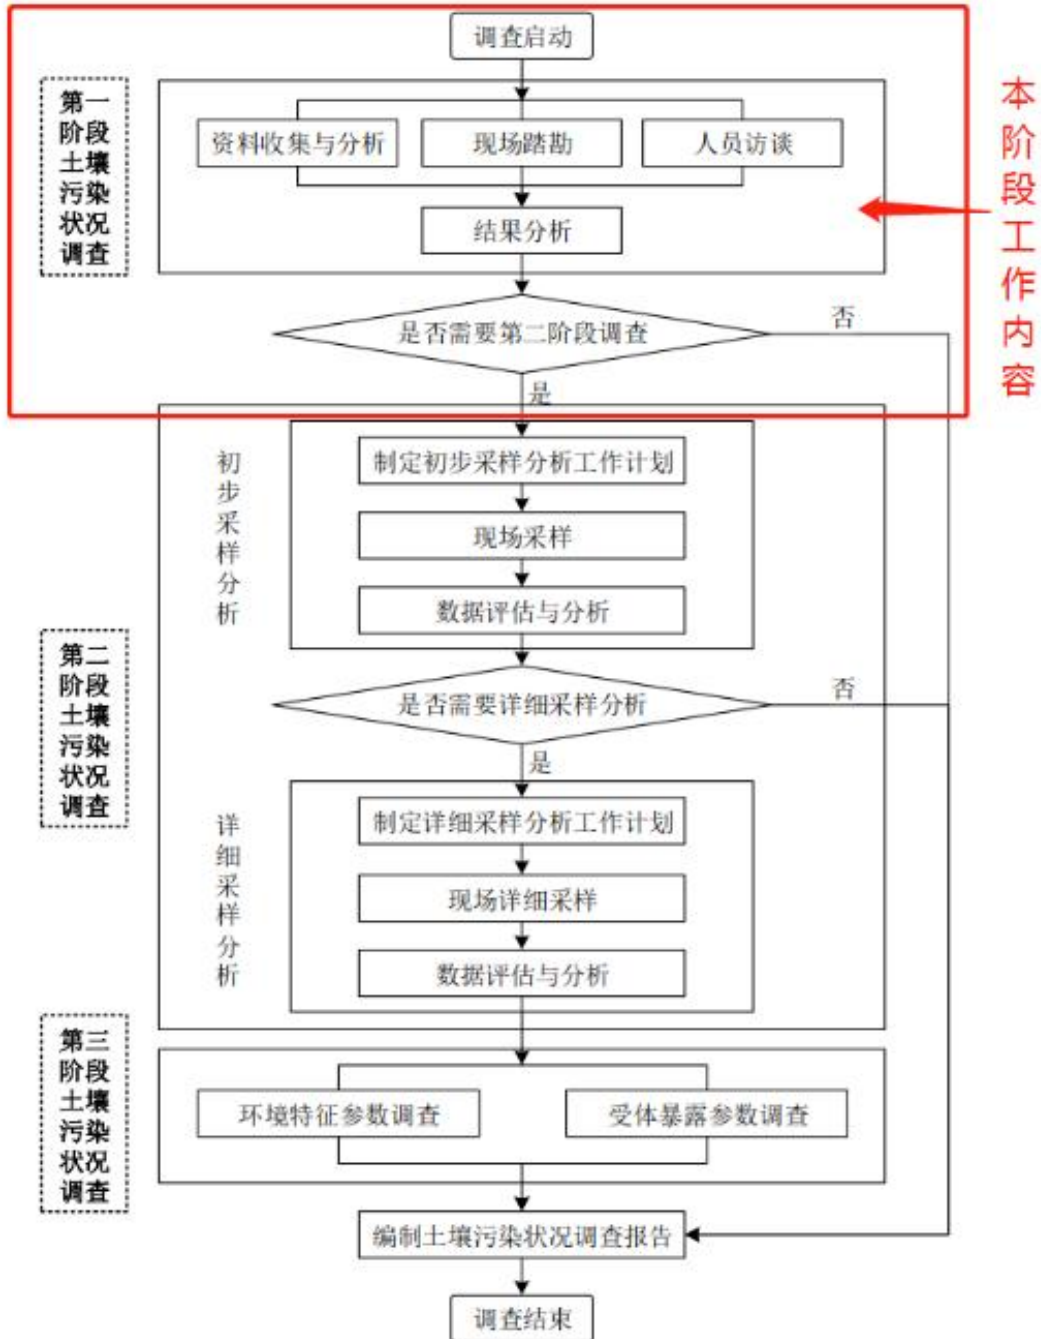 调查启动
第一
阶段
土壤
污染
状况
调查
资料收集与分析
现场踏勘
人员访谈
结果分析
本阶段工作内容
是否需要第二阶段调查
否
是
初步采样分析
制定初步采样分析工作计划
现场采样
数据评估与分析
第二
阶段
土壤
污染
状况
调查
是否需要详细采样分析
否
是
详细采样分析
制定详细采样分析工作计划
现场详细采样
数据评估与分析
第三
阶段
土壤
污染
状况
调查
环境特征参数调查
受体暴露参数调查
编制土壤污染状况调查报告
调查结束